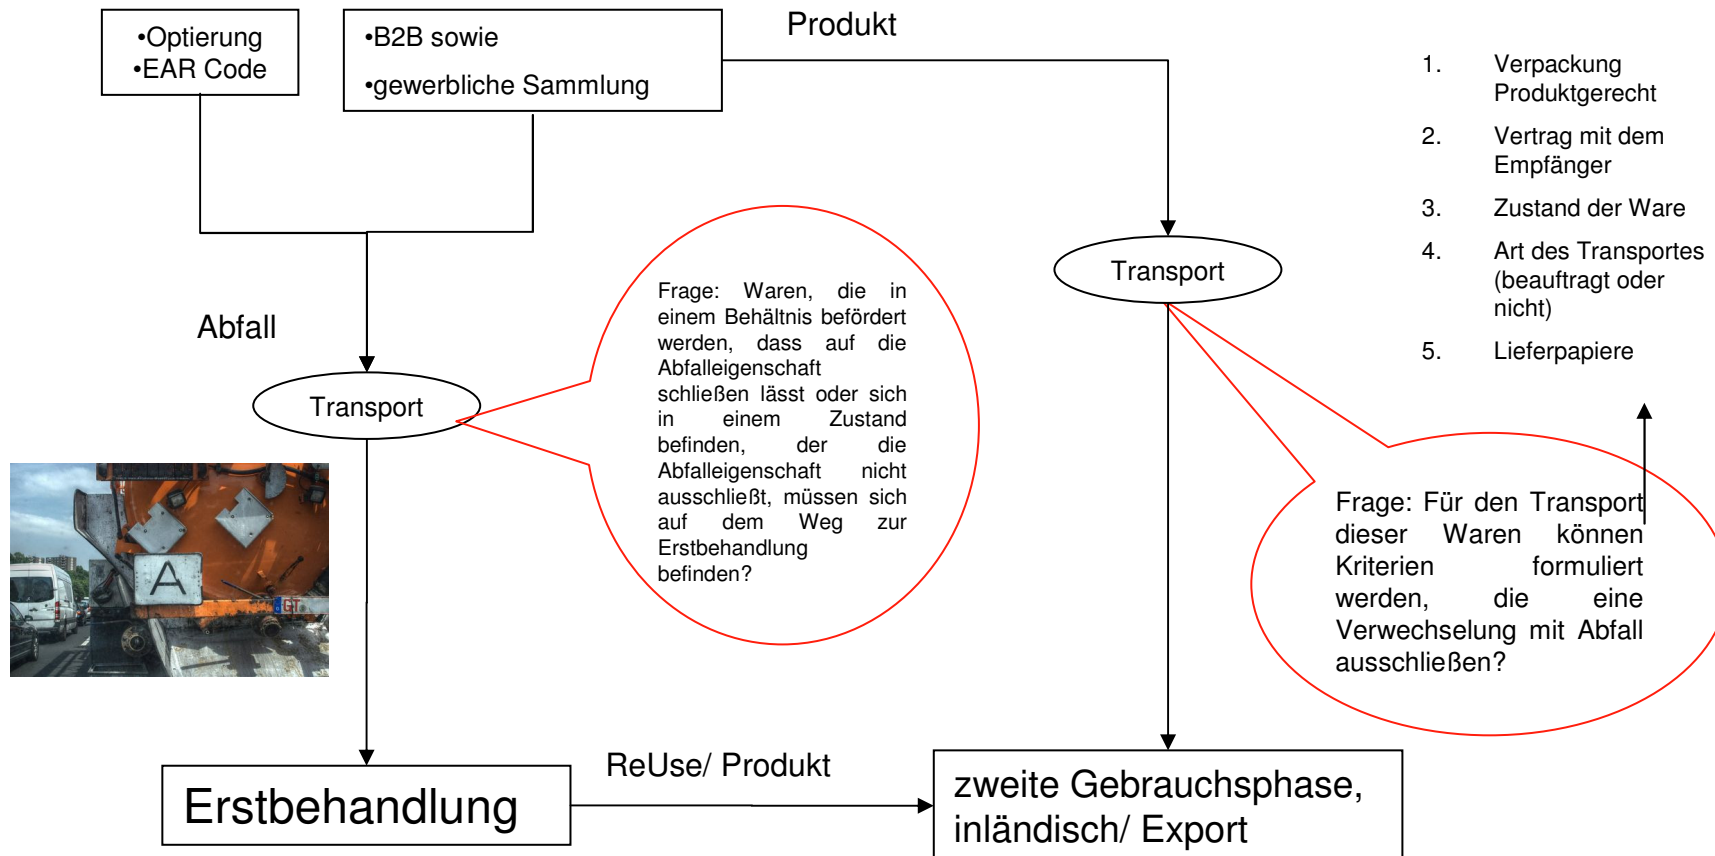 •Optierung
•EAR Code
•B2B sowie
•gewerbliche Sammlung
Produkt
1. Verpackung
Produktgerecht
2. Vertrag mit dem
Empfänger
3. Zustand der Ware
4. Art des Transportes
(beauftragt oder
nicht)
5. Lieferpapiere
Transport
Abfall
Transport
Frage: Waren, die in
einem Behältnis befördert
werden, dass auf die
Abfalleigenschaft
schließen lässt oder sich
in einem Zustand
befinden, der die
Abfalleigenschaft nicht
ausschließt, müssen sich
auf dem Weg zur
Erstbehandlung
befinden?
Frage: Für den Transport
dieser Waren können
Kriterien formuliert
werden, die eine
Verwechselung mit Abfall
ausschließen?
A
GT
Erstbehandlung
ReUse/ Produkt
zweite Gebrauchsphase,
inländisch/ Export